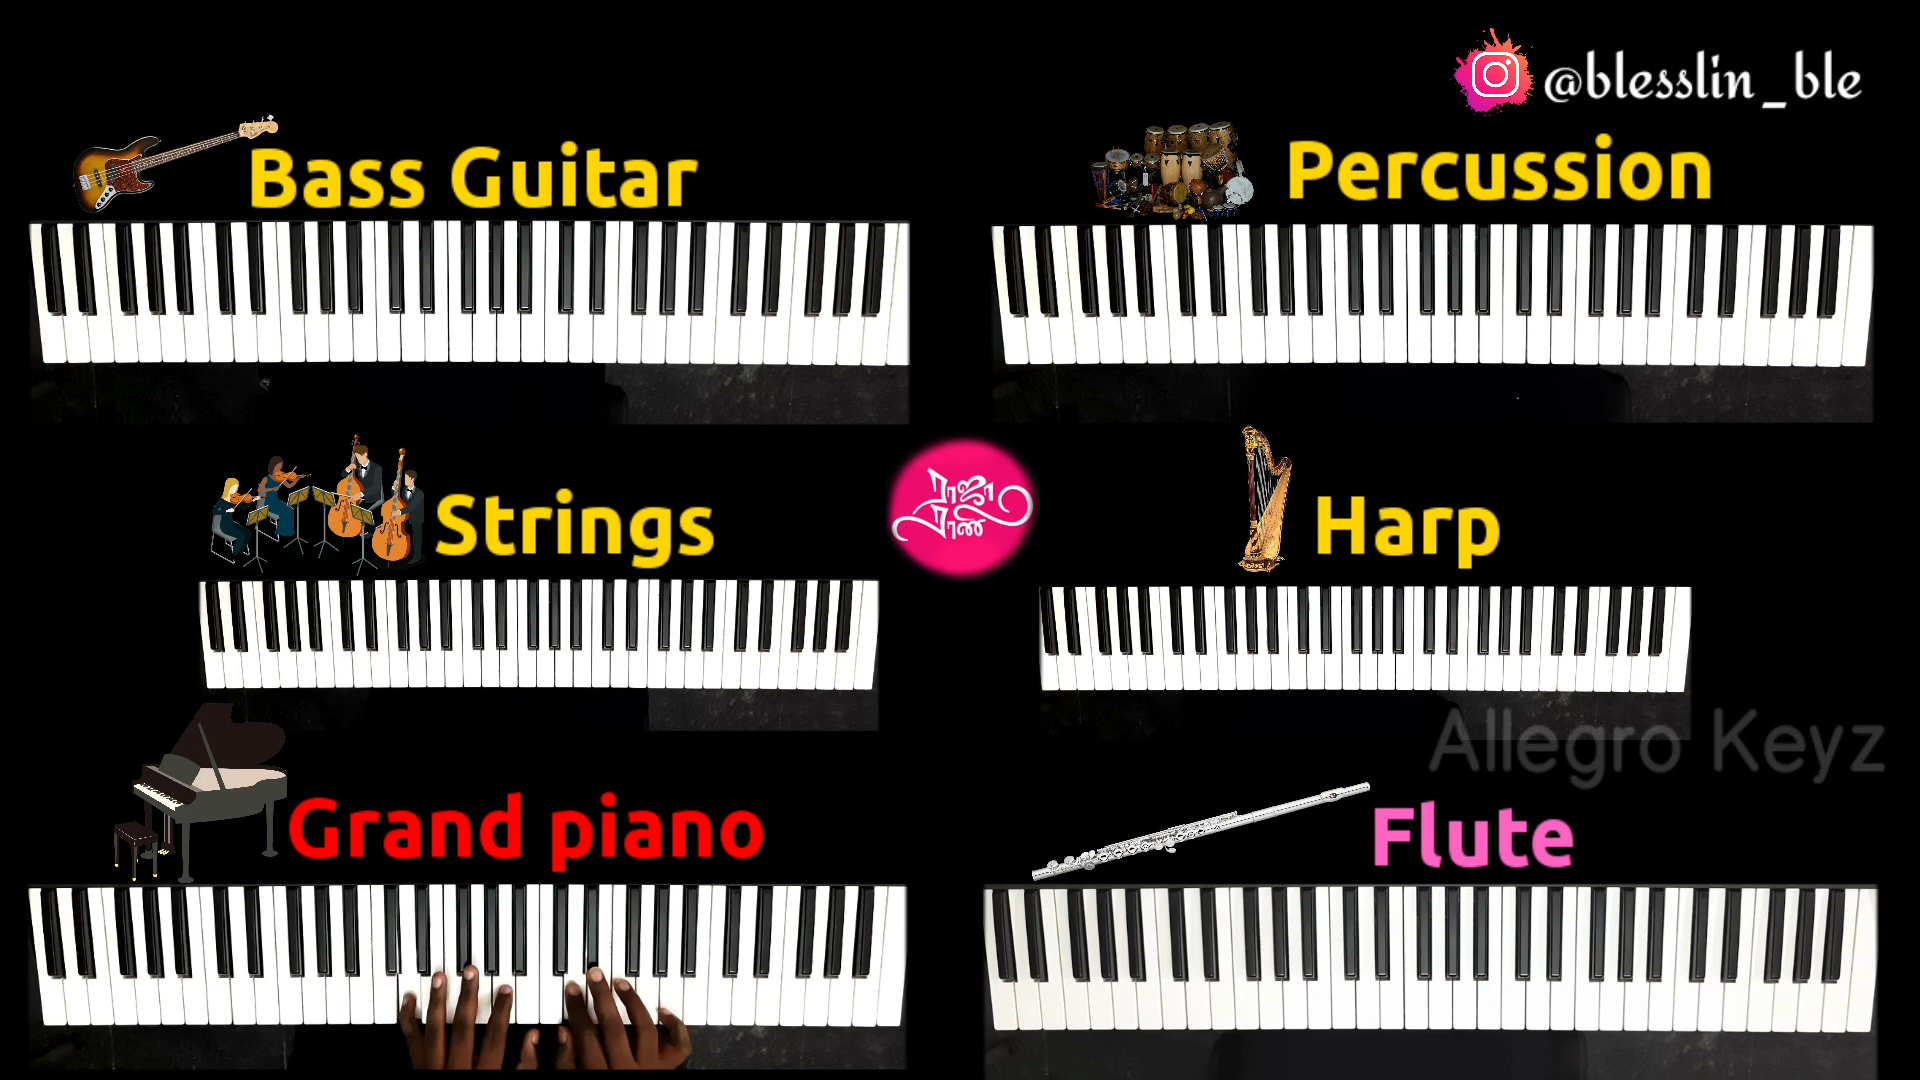 @blesslin_ble
Bass Guitar
Percussion
Strings
ராஜா
ராணி
Harp
Allegro Keyz
Grand piano
Flute